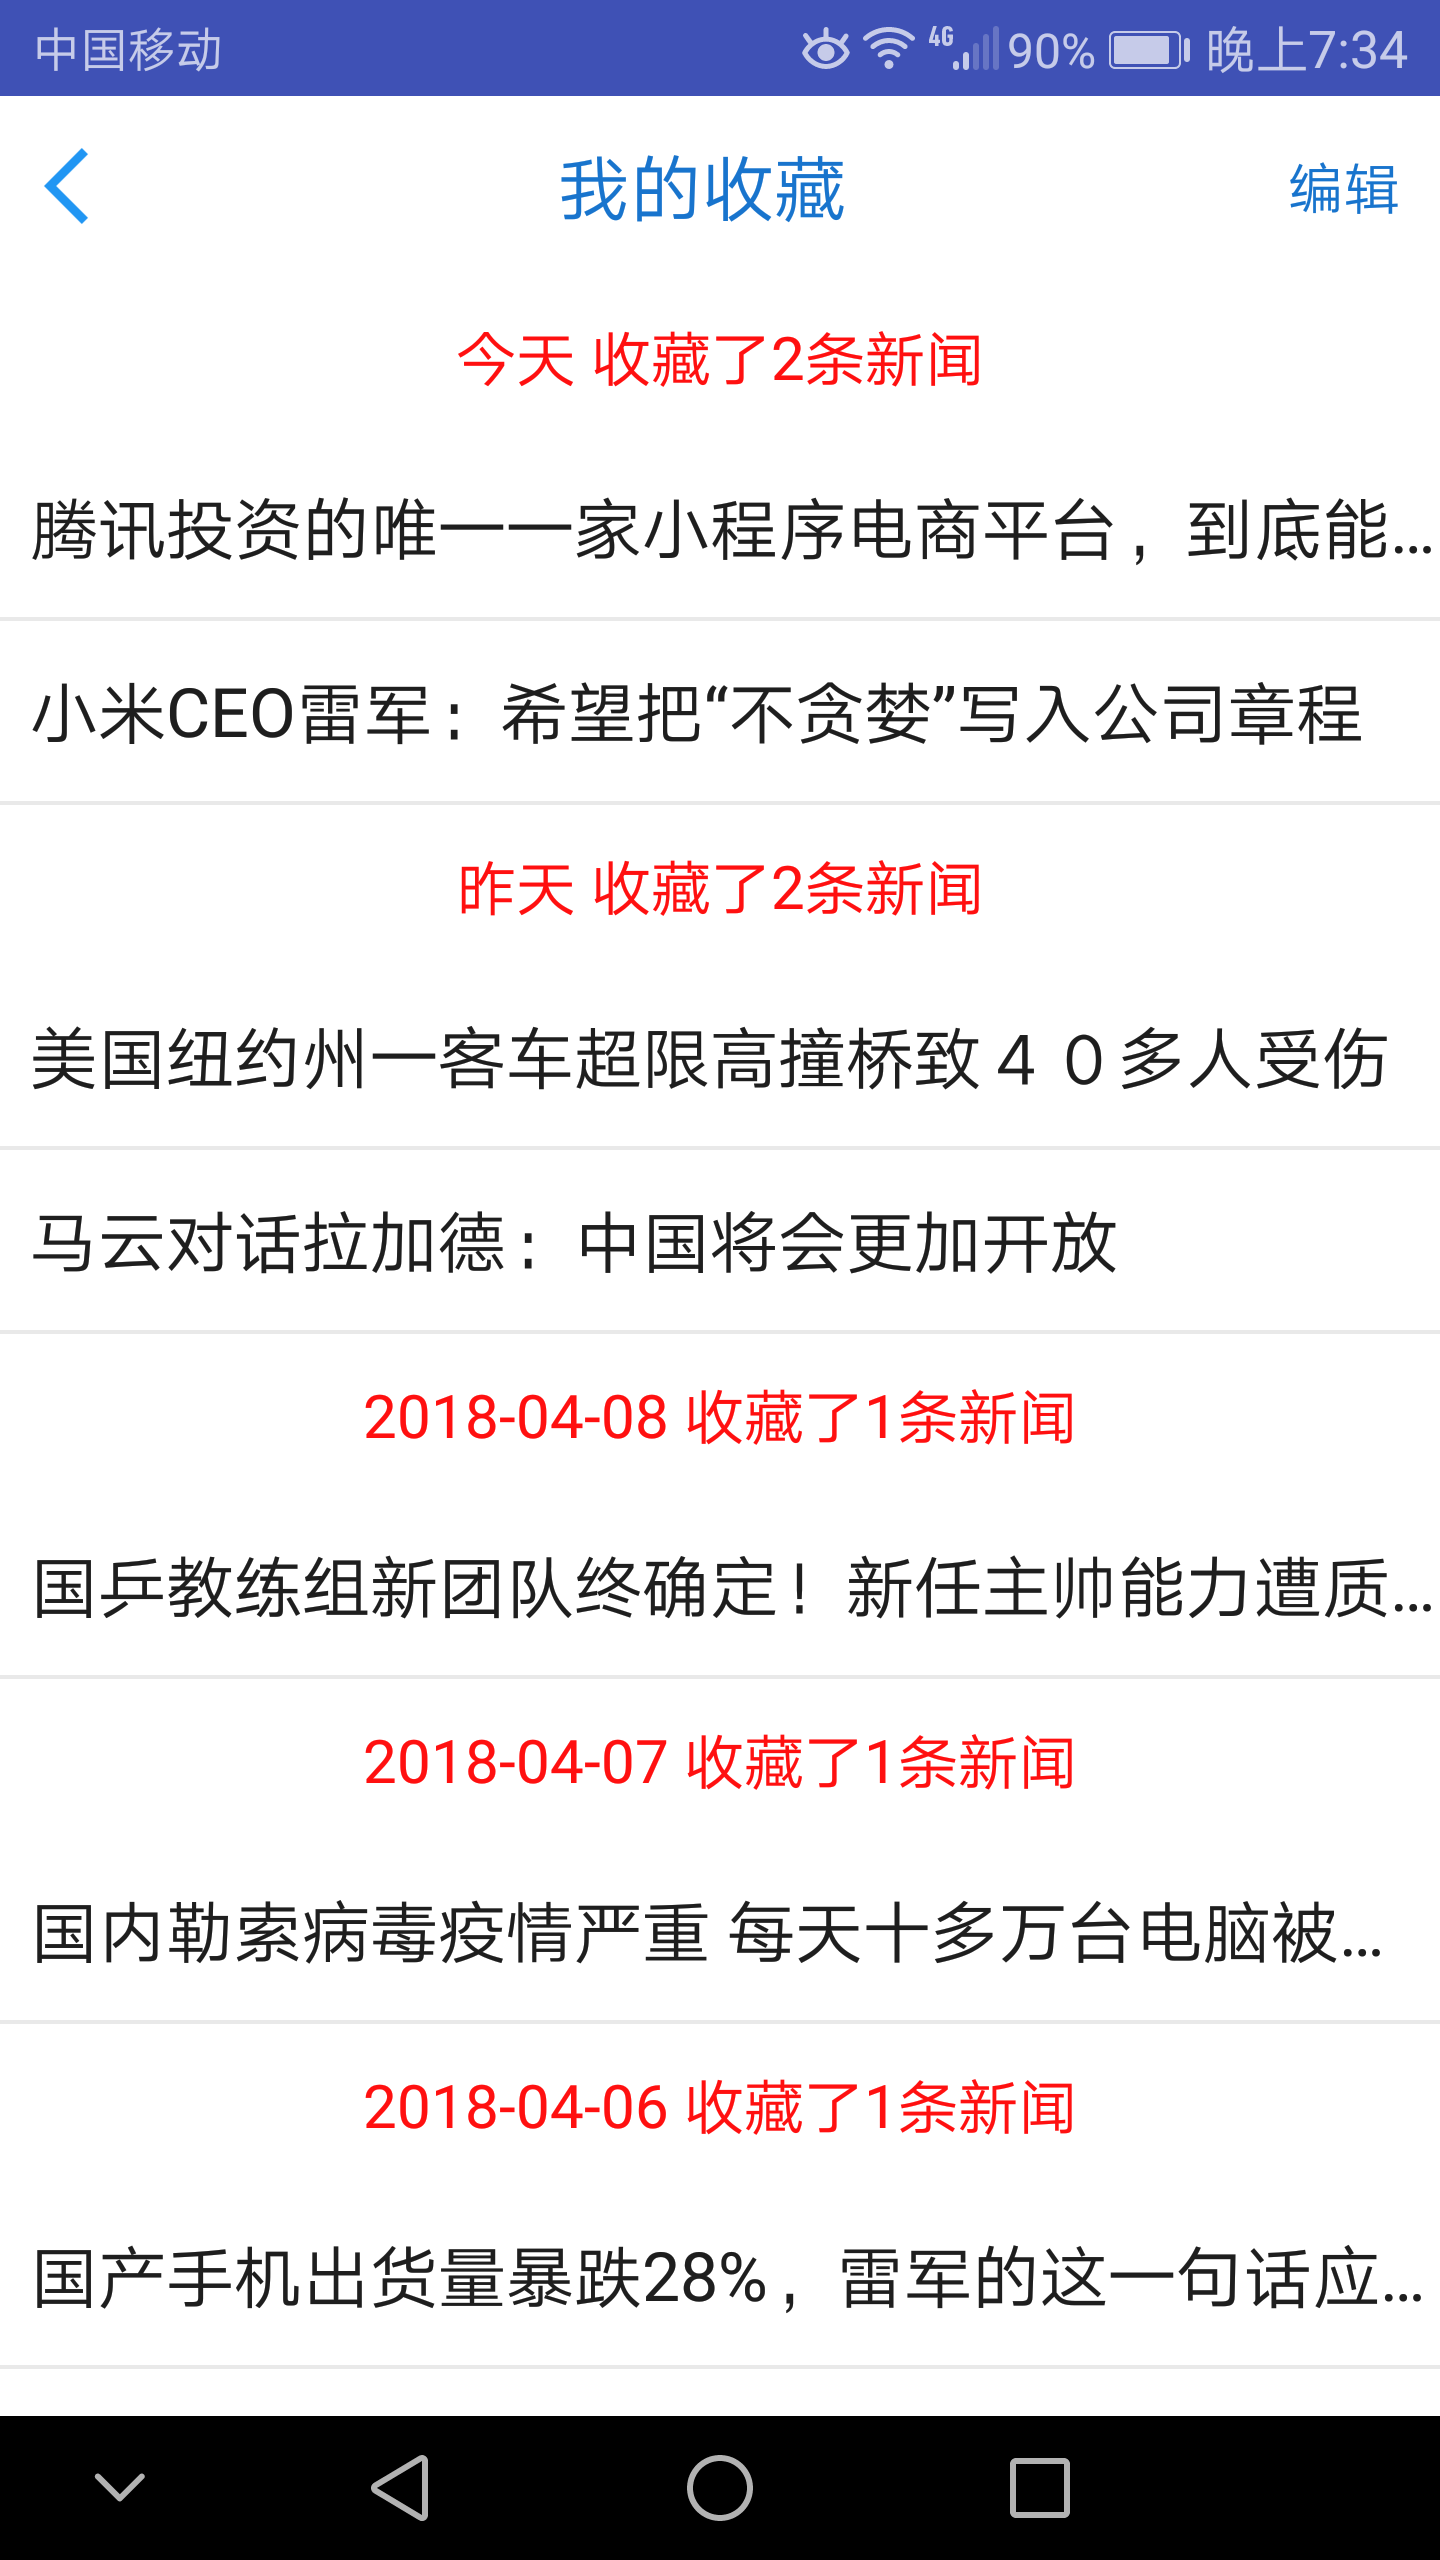 中国移动 4G 90% 晚上7:34
我的收藏 编辑
今天 收藏了2条新闻
腾讯投资的唯一一家小程序电商平台，到底能...
小米CEO雷军：希望把“不贪婪”写入公司章程
昨天 收藏了2条新闻
美国纽约州一客车超限高撞桥致４０多人受伤
马云对话拉加德：中国将会更加开放
2018-04-08 收藏了1条新闻
国乒教练组新团队终确定！新任主帅能力遭质...
2018-04-07 收藏了1条新闻
国内勒索病毒疫情严重 每天十多万台电脑被...
2018-04-06 收藏了1条新闻
国产手机出货量暴跌28%，雷军的这一句话应...